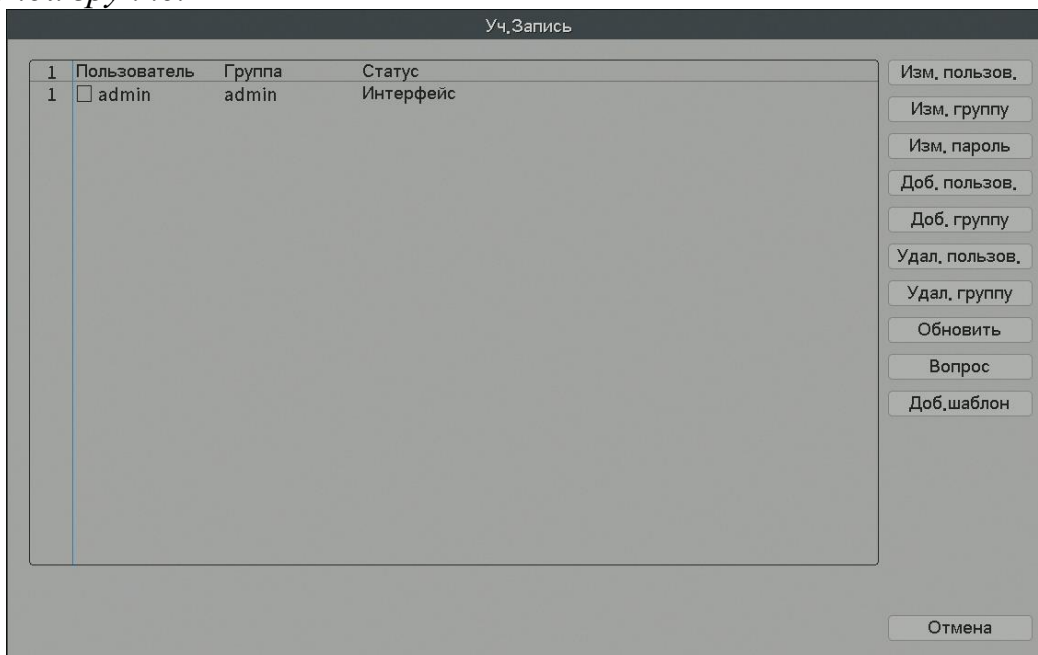 Уч.Запись
1 Пользователь Группа Статус
1 admin admin Интерфейс
Изм. пользов.
Изм. группу
Изм. пароль
Доб. пользов.
Доб. группу
Удал. пользов.
Удал. группу
Обновить
Вопрос
Доб.шаблон
Отмена